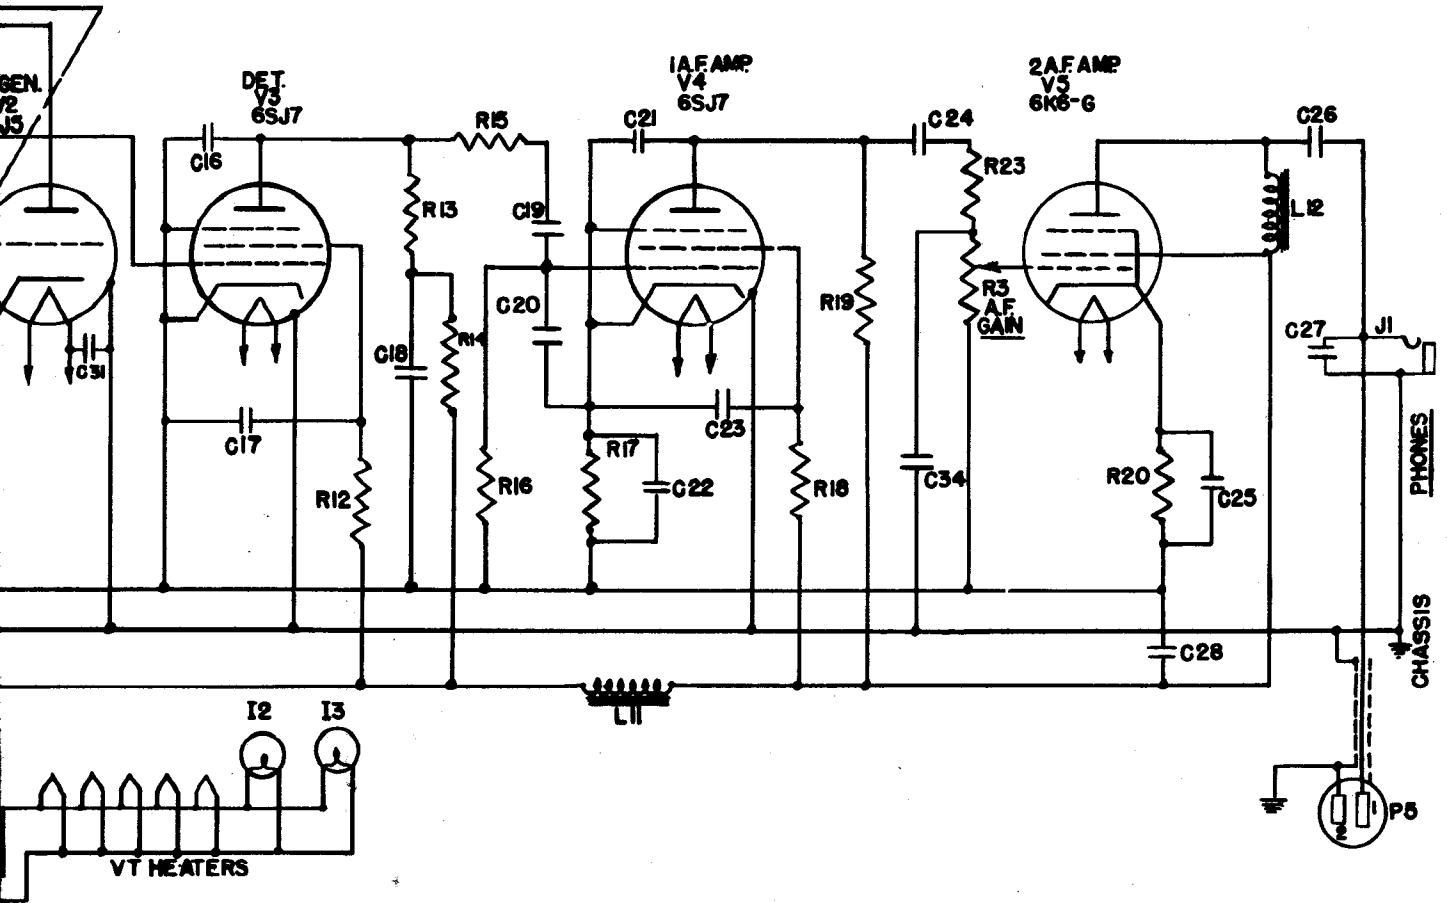 GEN.
V2
J5
DET.
V3
6SJ7
1 A.F. AMP.
V4
6SJ7
2 A.F. AMP.
V5
6K6-G
C16
R15
C21
C24
C26
R13
C19
R23
L12
C20
R19
R3
A.F.
GAIN
C27
J1
C31
C18
R14
C17
R17
C23
PHONES
R12
R16
C22
R18
C34
R20
C25
CHASSIS
C28
L11
I2
I3
VT HEATERS
2
1
P5